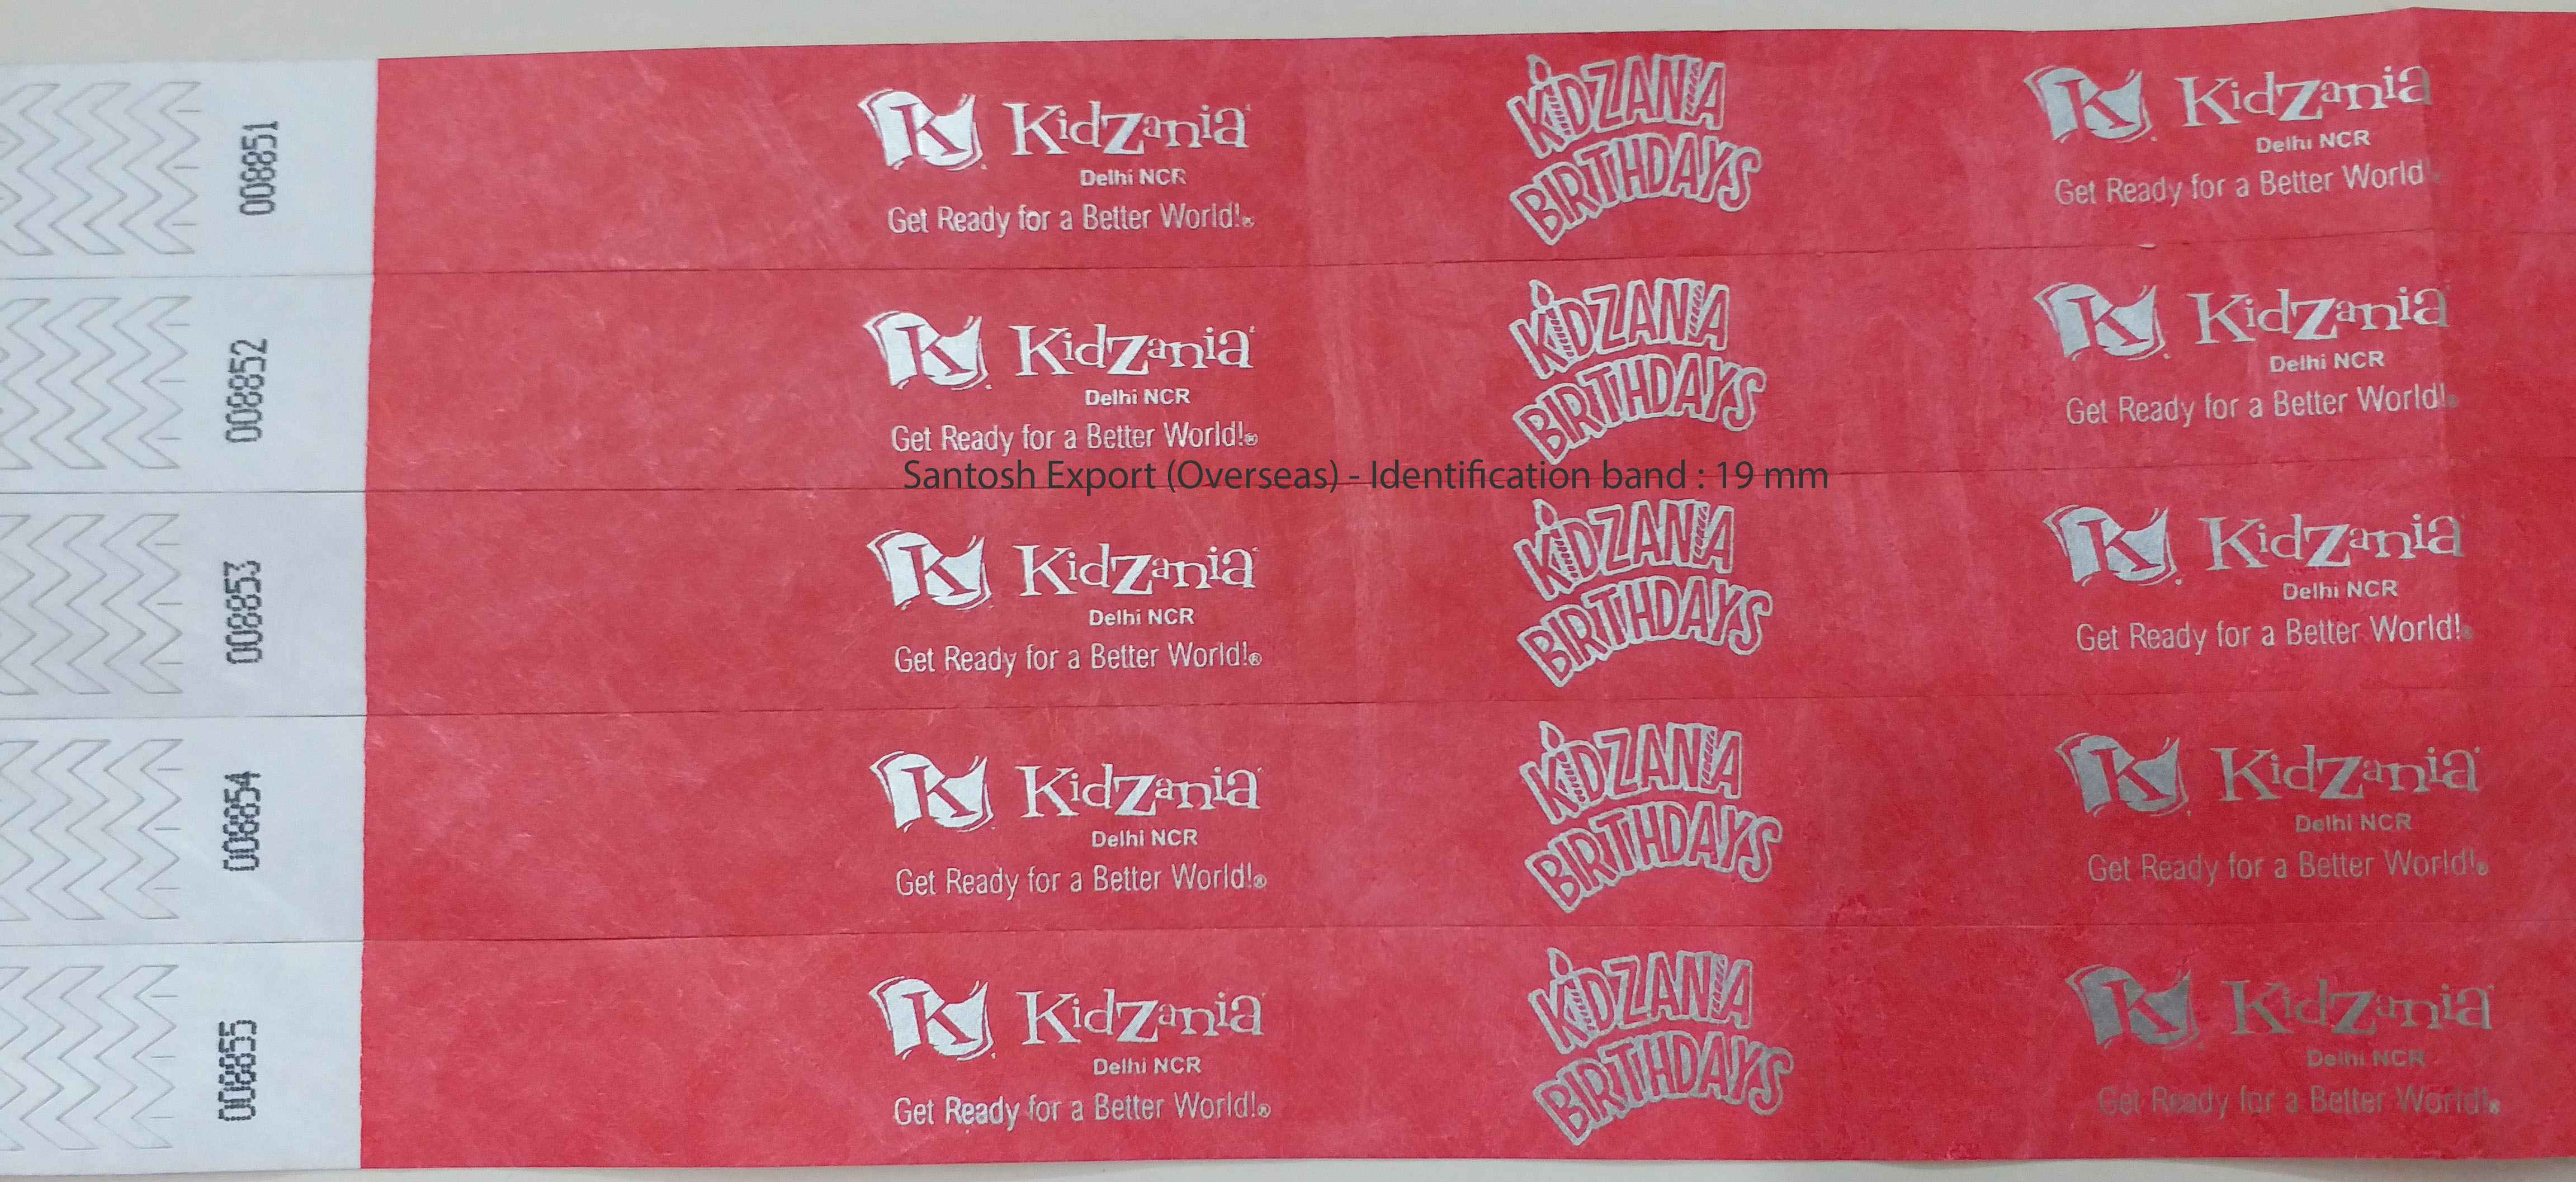 008851
KidZania
Delhi NCR
Get Ready for a Better World!®
KIDZANIA
BIRTHDAYS
KidZania
Delhi NCR
Get Ready for a Better World
008852
KidZania
Delhi NCR
Get Ready for a Better World!®
KIDZANIA
BIRTHDAYS
KidZania
Delhi NCR
Get Ready for a Better World!®
Santosh Export (Overseas) - Identification band : 19 mm
008853
KidZania
Delhi NCR
Get Ready for a Better World!®
KIDZANIA
BIRTHDAYS
KidZania
Delhi NCR
Get Ready for a Better World!®
008854
KidZania
Delhi NCR
Get Ready for a Better World!®
KIDZANIA
BIRTHDAYS
KidZania
Delhi NCR
Get Ready for a Better World!®
008855
KidZania
Delhi NCR
Get Ready for a Better World!®
KIDZANIA
BIRTHDAYS
KidZania
Delhi NCR
Get Ready for a Better World!®